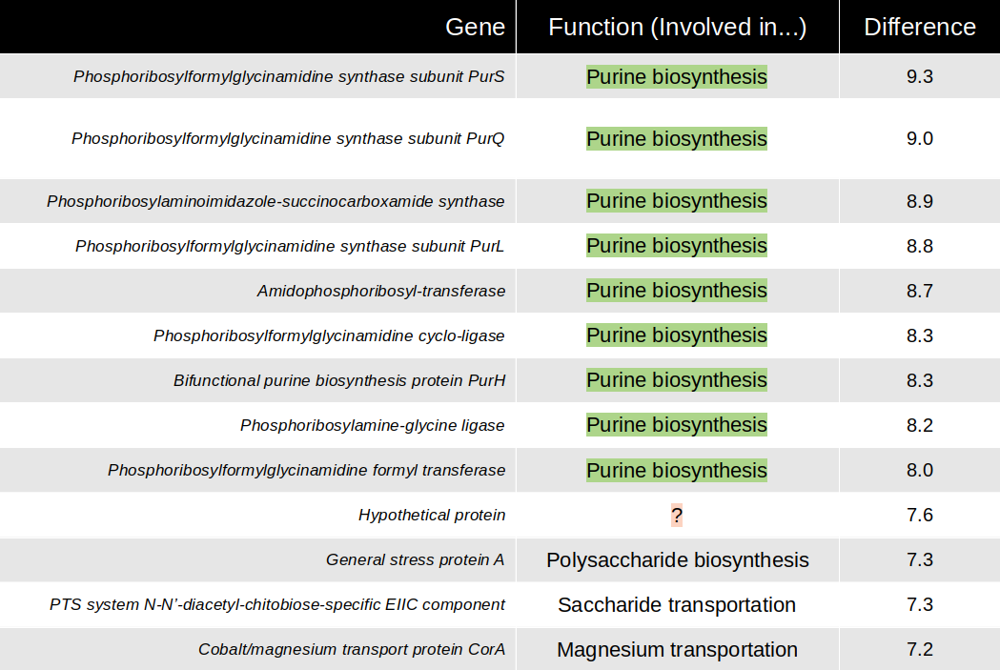 Gene Function (Involved in...) Difference
Phosphoribosylformylglycinamidine synthase subunit PurS Purine biosynthesis 9.3
Phosphoribosylformylglycinamidine synthase subunit PurQ Purine biosynthesis 9.0
Phosphoribosylaminoimidazole-succinocarboxamide synthase Purine biosynthesis 8.9
Phosphoribosylformylglycinamidine synthase subunit PurL Purine biosynthesis 8.8
Amidophosphoribosyl-transferase Purine biosynthesis 8.7
Phosphoribosylformylglycinamidine cyclo-ligase Purine biosynthesis 8.3
Bifunctional purine biosynthesis protein PurH Purine biosynthesis 8.3
Phosphoribosylamine-glycine ligase Purine biosynthesis 8.2
Phosphoribosylformylglycinamidine formyl transferase Purine biosynthesis 8.0
Hypothetical protein ? 7.6
General stress protein A Polysaccharide biosynthesis 7.3
PTS system N-N’-diacetyl-chitobiose-specific EIIC component Saccharide transportation 7.3
Cobalt/magnesium transport protein CorA Magnesium transportation 7.2